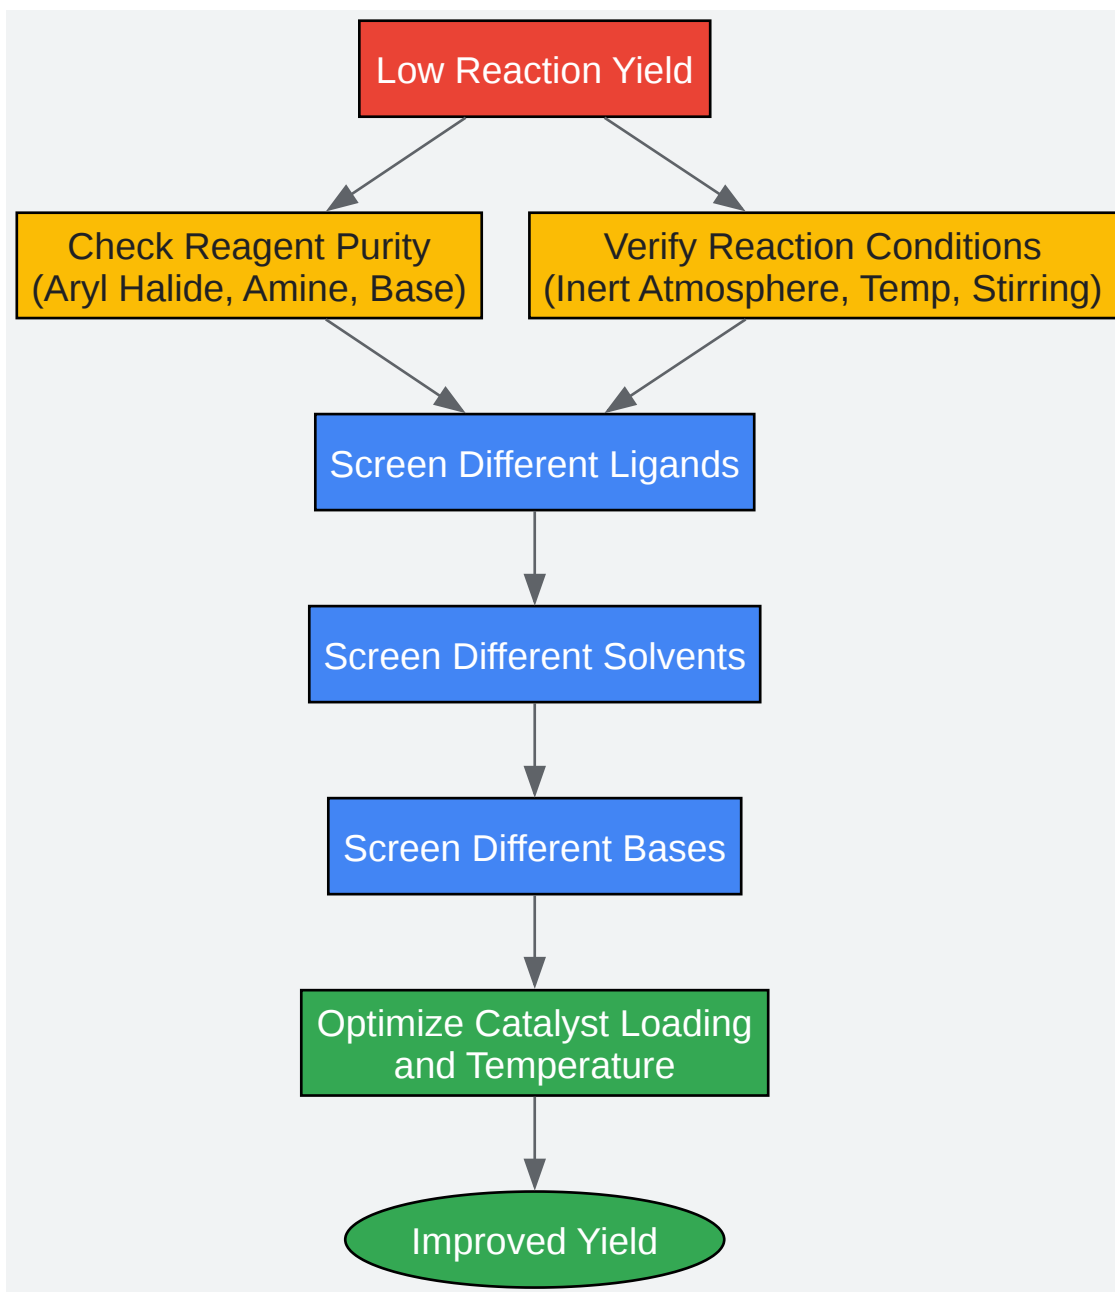 Low Reaction Yield
Check Reagent Purity
(Aryl Halide, Amine, Base)
Verify Reaction Conditions
(Inert Atmosphere, Temp, Stirring)
Screen Different Ligands
Screen Different Solvents
Screen Different Bases
Optimize Catalyst Loading
and Temperature
Improved Yield